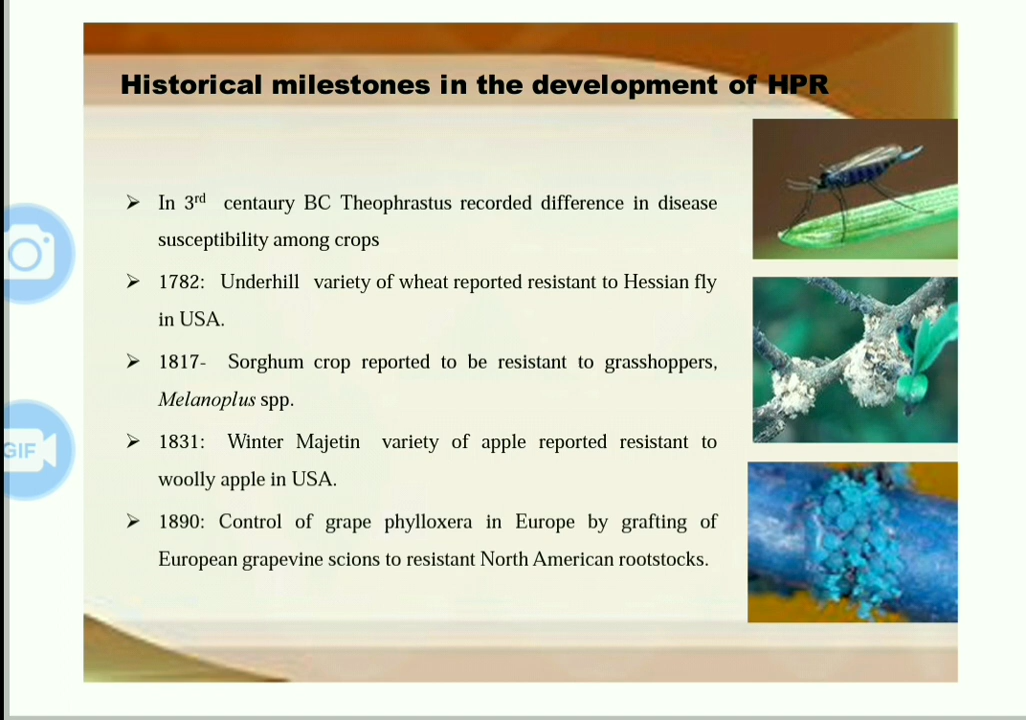 Historical milestones in the development of HPR
➢ In 3rd centaury BC Theophrastus recorded difference in disease
susceptibility among crops
➢ 1782: Underhill variety of wheat reported resistant to Hessian fly
in USA.
➢ 1817- Sorghum crop reported to be resistant to grasshoppers,
Melanoplus spp.
➢ 1831: Winter Majetin variety of apple reported resistant to
woolly apple in USA.
➢ 1890: Control of grape phylloxera in Europe by grafting of
European grapevine scions to resistant North American rootstocks.
GIF